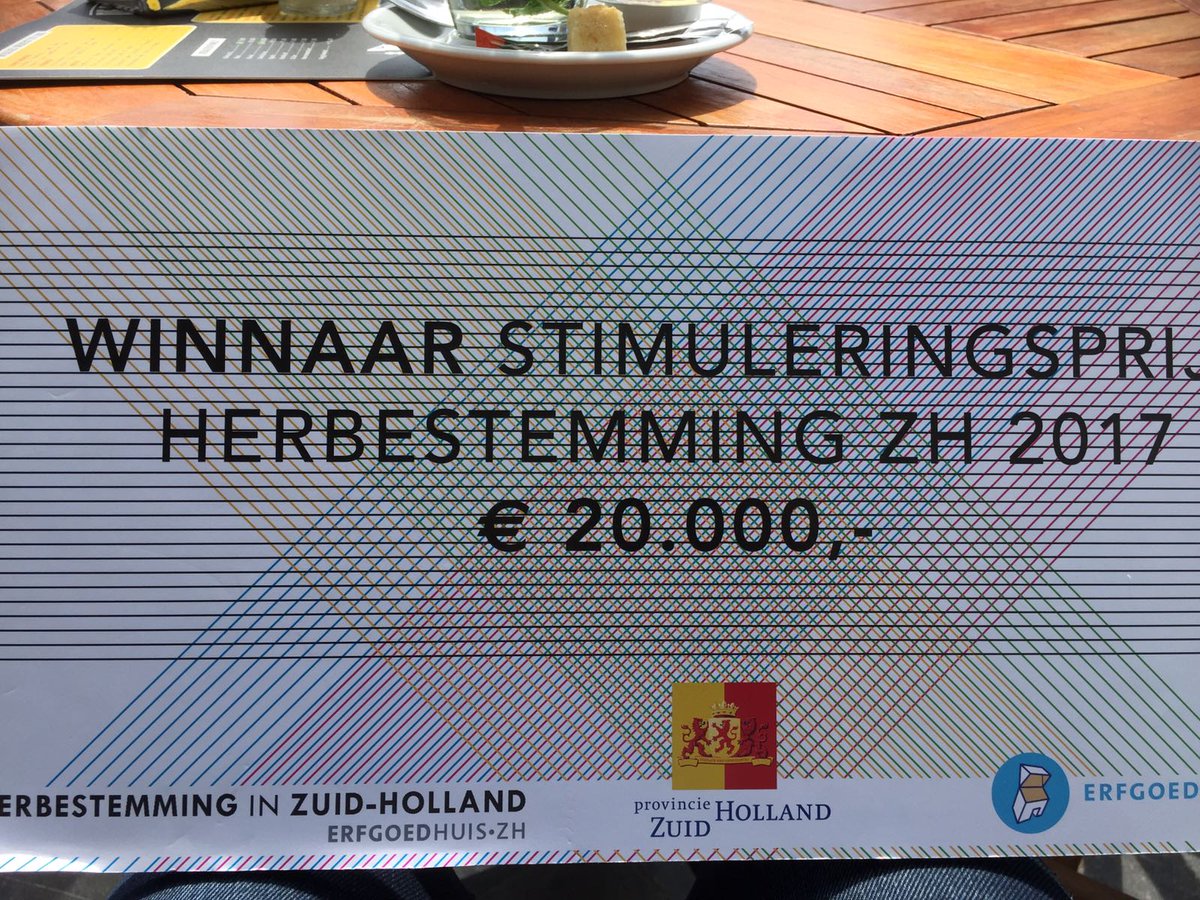 WINNAAR STIMULERINGSPRIJ
HERBESTEMMING ZH 2017
€ 20.000,-
ERBESTEMMING IN ZUID-HOLLAND
ERFGOEDHUIS•ZH
provincie HOLLAND
ZUID
ERFGOED